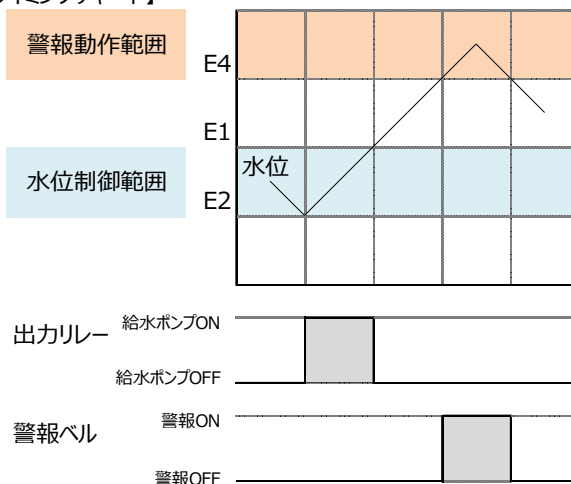 警報動作範囲
E4
E1
水位制御範囲
水位
E2
出力リレー
給水ポンプON
給水ポンプOFF
警報ベル
警報ON
警報OFF